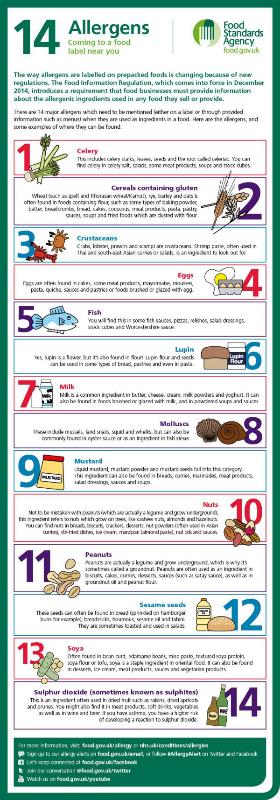 14 Allergens
Coming to a food
label near you
Food
Standards
Agency
food.gov.uk
The way allergens are labelled on prepacked foods is changing because of new
regulations. The Food Information Regulation, which comes into force in December
2014, introduces a requirement that food businesses must provide information
about the allergenic ingredients used in any food they sell or provide.
There are 14 major allergens which need to be mentioned (either on a label or through provided
information such as menus) when they are used as ingredients in a food. Here are the allergens, and
some examples of where they can be found:
1
Celery
This includes celery stalks, leaves, seeds and the root called celeriac. You can
find celery in celery salt, salads, some meat products, soups and stock cubes.
2
Cereals containing gluten
Wheat (such as spelt and Khorasan wheat/Kamut), rye, barley and oats is
often found in foods containing flour, such as some types of baking powder,
batter, breadcrumbs, bread, cakes, couscous, meat products, pasta, pastry,
sauces, soups and fried foods which are dusted with flour.
3
Crustaceans
Crabs, lobster, prawns and scampi are crustaceans. Shrimp paste, often used in
Thai and south-east Asian curries or salads, is an ingredient to look out for.
4
Eggs
Eggs are often found in cakes, some meat products, mayonnaise, mousses,
pasta, quiche, sauces and pastries or foods brushed or glazed with egg.
5
Fish
You will find this in some fish sauces, pizzas, relishes, salad dressings,
stock cubes and Worcestershire sauce.
6
Lupin
Yes, lupin is a flower, but it's also found in flour! Lupin flour and seeds
can be used in some types of bread, pastries and even in pasta.
Lupin
Flour
7
Milk
Milk is a common ingredient in butter, cheese, cream, milk powders and yoghurt. It can
also be found in foods brushed or glazed with milk, and in powdered soups and sauces
8
Molluscs
These include mussels, land snails, squid and whelks, but can also be
commonly found in oyster sauce or as an ingredient in fish stews
9
Mustard
Liquid mustard, mustard powder and mustard seeds fall into this category.
This ingredient can also be found in breads, curries, marinades, meat products,
salad dressings, sauces and soups.
10
Nuts
Not to be mistaken with peanuts (which are actually a legume and grow underground),
this ingredient refers to nuts which grow on trees, like cashew nuts, almonds and hazelnuts.
You can find nuts in breads, biscuits, crackers, desserts, nut powders (often used in Asian
curries), stir-fried dishes, ice cream, marzipan (almond paste), nut oils and sauces.
11
Peanuts
Peanuts are actually a legume and grow underground, which is why it's
sometimes called a groundnut. Peanuts are often used as an ingredient in
biscuits, cakes, curries, desserts, sauces (such as satay sauce), as well as in
groundnut oil and peanut flour.
12
Sesame seeds
These seeds can often be found in bread (sprinkled on hamburger
buns for example), breadsticks, houmous, sesame oil and tahini.
They are sometimes toasted and used in salads.
13
Soya
Often found in bean curd, edamame beans, miso paste, textured soya protein,
soya flour or tofu, soya is a staple ingredient in oriental food. It can also be found
in desserts, ice cream, meat products, sauces and vegetarian products.
14
Sulphur dioxide (sometimes known as sulphites)
This is an ingredient often used in dried fruit such as raisins, dried apricots
and prunes. You might also find it in meat products, soft drinks, vegetables
as well as in wine and beer. If you have asthma, you have a higher risk
of developing a reaction to sulphur dioxide.
For more information, visit: food.gov.uk/allergy or nhs.uk/conditions/allergies
Sign up to our allergy alerts on food.gov.uk/email, or follow #AllergyAlert on Twitter and Facebook
Let's keep connected at food.gov.uk/facebook
Join our conversation @food.gov.uk/twitter
Watch us on food.gov.uk/youtube